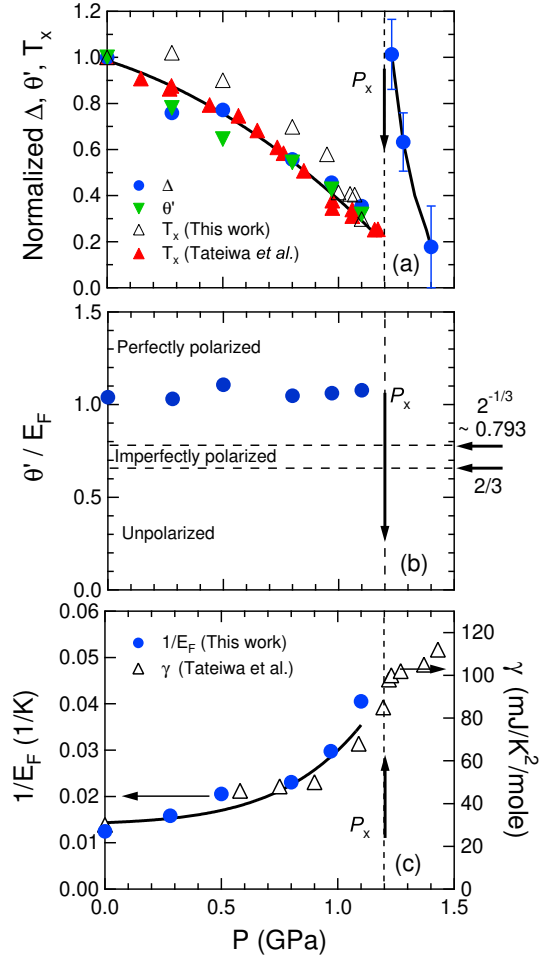 Normalized Δ, θ', Tₓ
1.2
1.0
0.8
0.6
0.4
0.2
0.0
Pₓ
Δ
θ'
Tₓ (This work)
Tₓ (Tateiwa et al.)
(a)
θ' / E_F
1.5
1.0
0.5
0.0
Perfectly polarized
Pₓ
2^{-1/3}
~ 0.793
Imperfectly polarized
2/3
Unpolarized
(b)
1/E_F (1/K)
0.06
0.05
0.04
0.03
0.02
0.01
0.00
1/E_F (This work)
γ (Tateiwa et al.)
Pₓ
(c)
120
100
80
60
40
20
0
γ (mJ/K²/mole)
0.0
0.5
1.0
1.5
P (GPa)